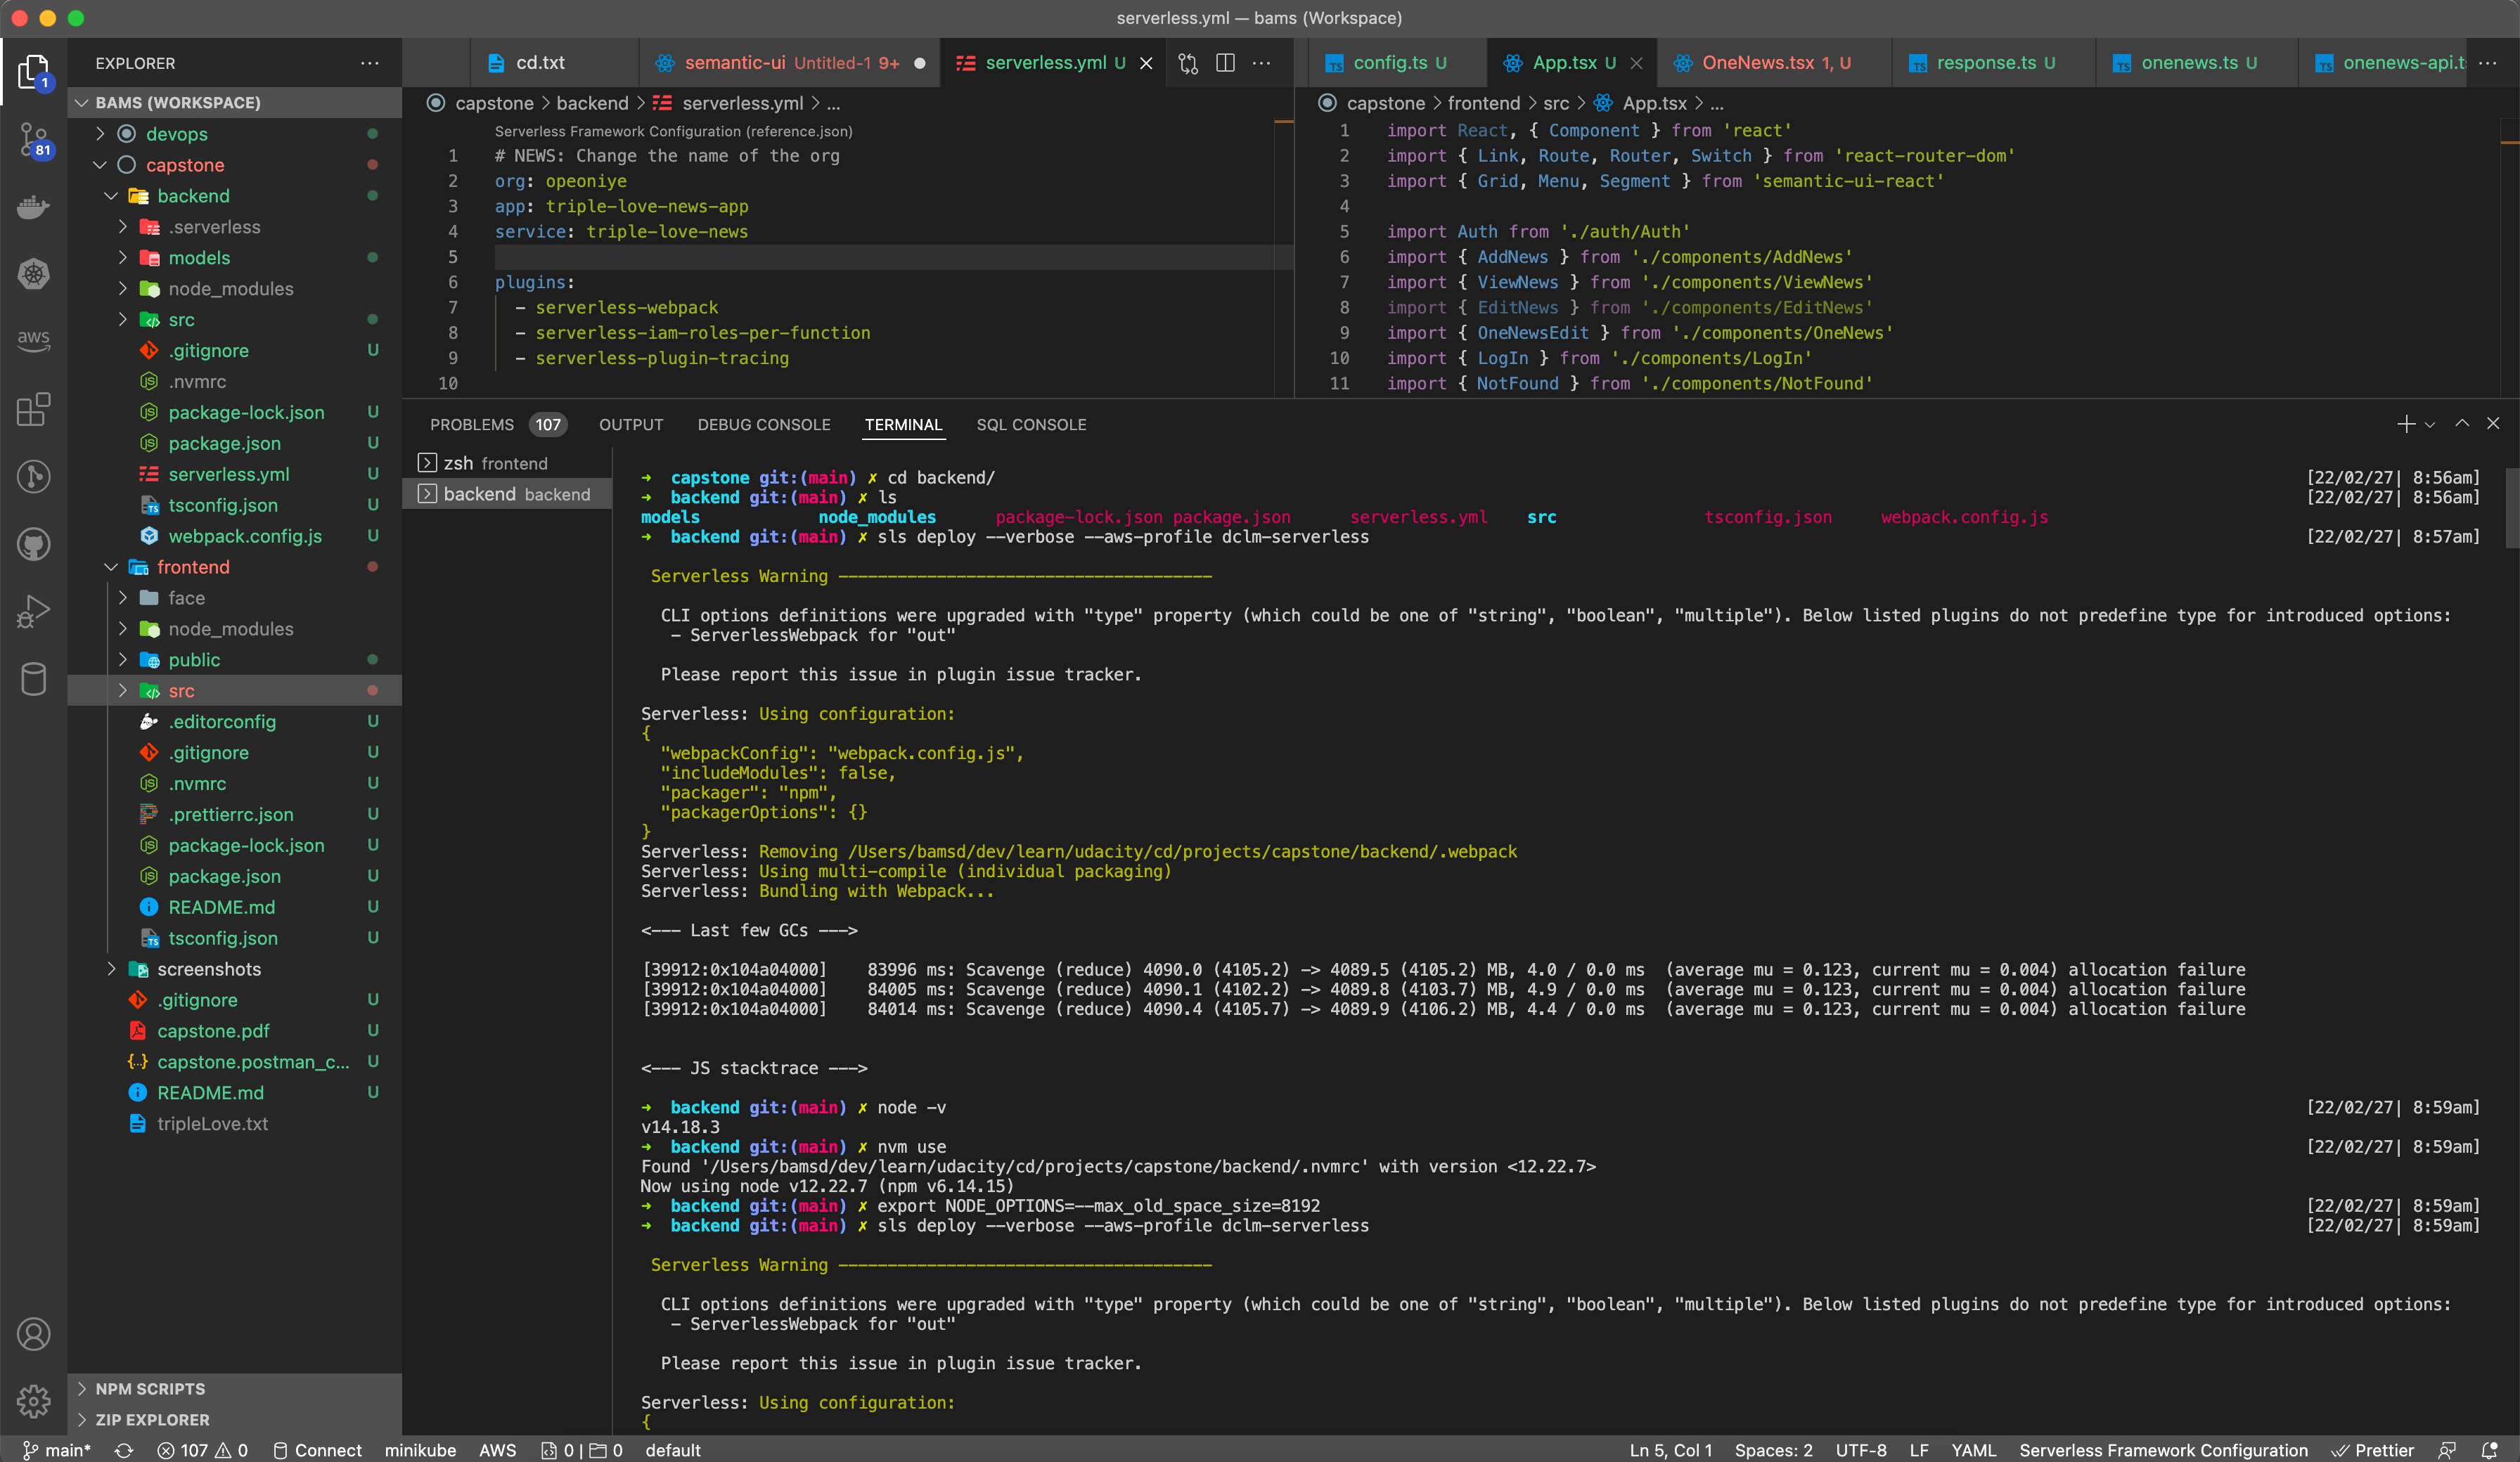 serverless.yml — bams (Workspace)
EXPLORER
BAMS (WORKSPACE)
devops
capstone
backend
.serverless
models
node_modules
src
.gitignore U
.nvmrc
package-lock.json U
package.json U
serverless.yml U
tsconfig.json U
webpack.config.js U
frontend
face
node_modules
public
src
.editorconfig U
.gitignore U
.nvmrc U
.prettierrc.json U
package-lock.json U
package.json U
README.md U
tsconfig.json U
screenshots
.gitignore U
capstone.pdf U
capstone.postman_c... U
README.md U
tripleLove.txt
NPM SCRIPTS
ZIP EXPLORER
1
81
aws
cd.txt
semantic-ui Untitled-1 9+
serverless.yml U
capstone > backend > serverless.yml > ...
Serverless Framework Configuration (reference.json)
1 # NEWS: Change the name of the org
2 org: opeoniye
3 app: triple-love-news-app
4 service: triple-love-news
5
6 plugins:
7 - serverless-webpack
8 - serverless-iam-roles-per-function
9 - serverless-plugin-tracing
10
config.ts U
App.tsx U
OneNews.tsx 1, U
response.ts U
onenews.ts U
onenews-api.t
capstone > frontend > src > App.tsx > ...
1 import React, { Component } from 'react'
2 import { Link, Route, Router, Switch } from 'react-router-dom'
3 import { Grid, Menu, Segment } from 'semantic-ui-react'
4
5 import Auth from './auth/Auth'
6 import { AddNews } from './components/AddNews'
7 import { ViewNews } from './components/ViewNews'
8 import { EditNews } from './components/EditNews'
9 import { OneNewsEdit } from './components/OneNews'
10 import { LogIn } from './components/LogIn'
11 import { NotFound } from './components/NotFound'
PROBLEMS 107 OUTPUT DEBUG CONSOLE TERMINAL SQL CONSOLE
zsh frontend
backend backend
➜ capstone git:(main) ✗ cd backend/ [22/02/27| 8:56am]
➜ backend git:(main) ✗ ls [22/02/27| 8:56am]
models node_modules package-lock.json package.json serverless.yml src tsconfig.json webpack.config.js
➜ backend git:(main) ✗ sls deploy --verbose --aws-profile dclm-serverless [22/02/27| 8:57am]
Serverless Warning --------------------------------------
CLI options definitions were upgraded with "type" property (which could be one of "string", "boolean", "multiple"). Below listed plugins do not predefine type for introduced options:
- ServerlessWebpack for "out"
Please report this issue in plugin issue tracker.
Serverless: Using configuration:
{
"webpackConfig": "webpack.config.js",
"includeModules": false,
"packager": "npm",
"packagerOptions": {}
}
Serverless: Removing /Users/bamsd/dev/learn/udacity/cd/projects/capstone/backend/.webpack
Serverless: Using multi-compile (individual packaging)
Serverless: Bundling with Webpack...
<--- Last few GCs --->
[39912:0x104a04000] 83996 ms: Scavenge (reduce) 4090.0 (4105.2) -> 4089.5 (4105.2) MB, 4.0 / 0.0 ms (average mu = 0.123, current mu = 0.004) allocation failure
[39912:0x104a04000] 84005 ms: Scavenge (reduce) 4090.1 (4102.2) -> 4089.8 (4103.7) MB, 4.9 / 0.0 ms (average mu = 0.123, current mu = 0.004) allocation failure
[39912:0x104a04000] 84014 ms: Scavenge (reduce) 4090.4 (4105.7) -> 4089.9 (4106.2) MB, 4.4 / 0.0 ms (average mu = 0.123, current mu = 0.004) allocation failure
<--- JS stacktrace --->
➜ backend git:(main) ✗ node -v [22/02/27| 8:59am]
v14.18.3
➜ backend git:(main) ✗ nvm use [22/02/27| 8:59am]
Found '/Users/bamsd/dev/learn/udacity/cd/projects/capstone/backend/.nvmrc' with version <12.22.7>
Now using node v12.22.7 (npm v6.14.15)
➜ backend git:(main) ✗ export NODE_OPTIONS=--max_old_space_size=8192 [22/02/27| 8:59am]
➜ backend git:(main) ✗ sls deploy --verbose --aws-profile dclm-serverless [22/02/27| 8:59am]
Serverless Warning --------------------------------------
CLI options definitions were upgraded with "type" property (which could be one of "string", "boolean", "multiple"). Below listed plugins do not predefine type for introduced options:
- ServerlessWebpack for "out"
Please report this issue in plugin issue tracker.
Serverless: Using configuration:
{
main* 107 0 Connect minikube AWS 0 | 0 default Ln 5, Col 1 Spaces: 2 UTF-8 LF YAML Serverless Framework Configuration Prettier